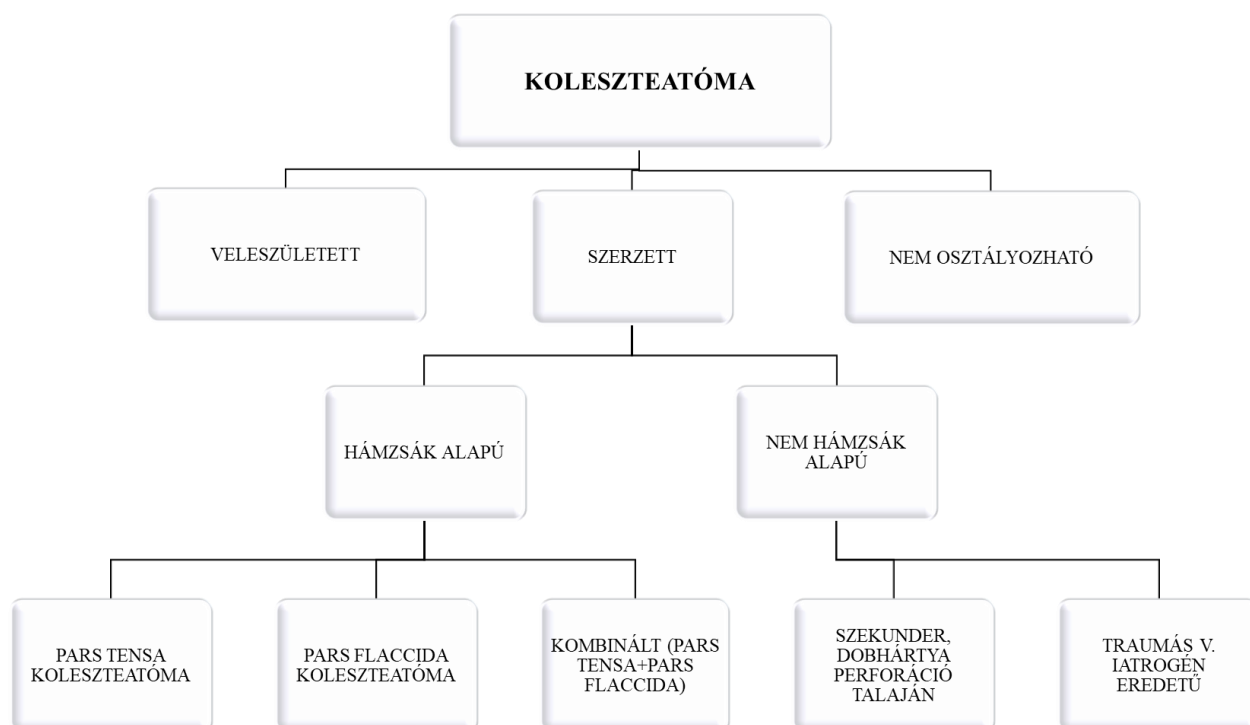 KOLESZTEATÓMA
VELESZÜLETETT
SZERZETT
NEM OSZTÁLYOZHATÓ
HÁMZSÁK ALAPÚ
NEM HÁMZSÁK
ALAPÚ
PARS TENSA
KOLESZTEATÓMA
PARS FLACCIDA
KOLESZTEATÓMA
KOMBINÁLT (PARS
TENSA+PARS
FLACCIDA)
SZEKUNDER,
DOBHÁRTYA
PERFORÁCIÓ
TALAJÁN
TRAUMÁS V.
IATROGÉN
EREDETŰ